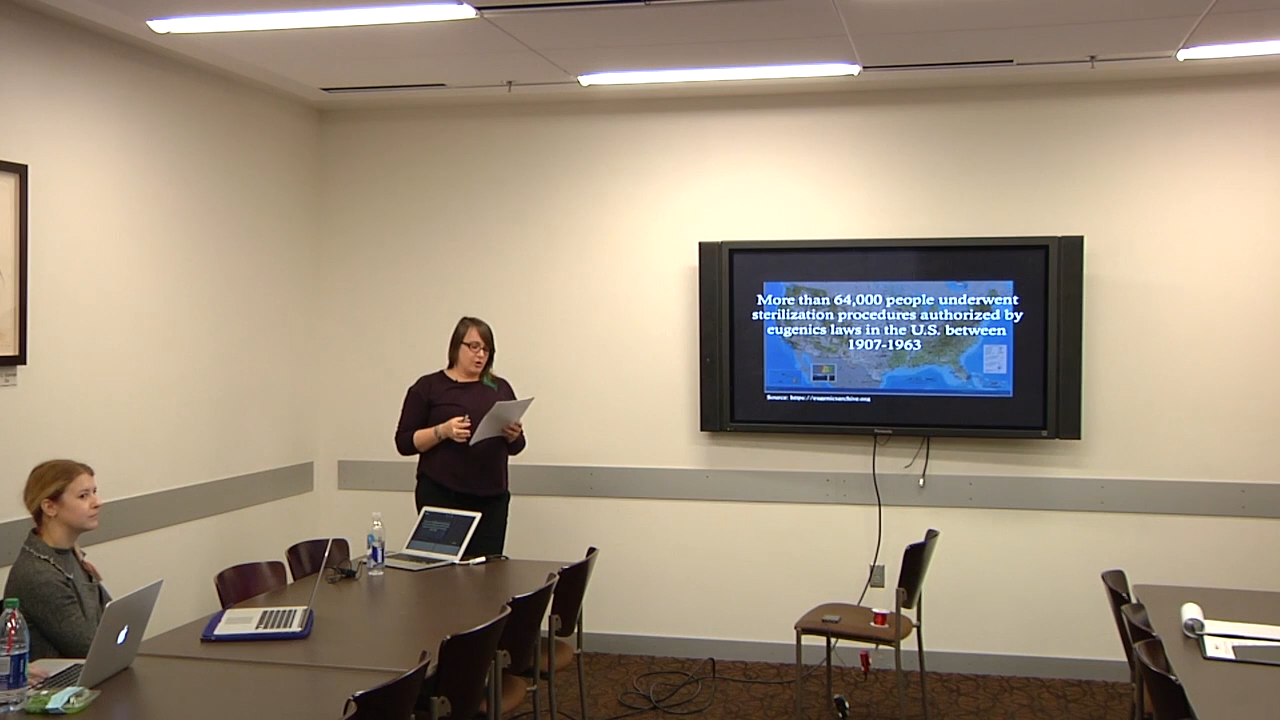 More than 64,000 people underwent
sterilization procedures authorized by
eugenics laws in the U.S. between
1907-1963
Source: https://eugenicsarchive.org
Panasonic